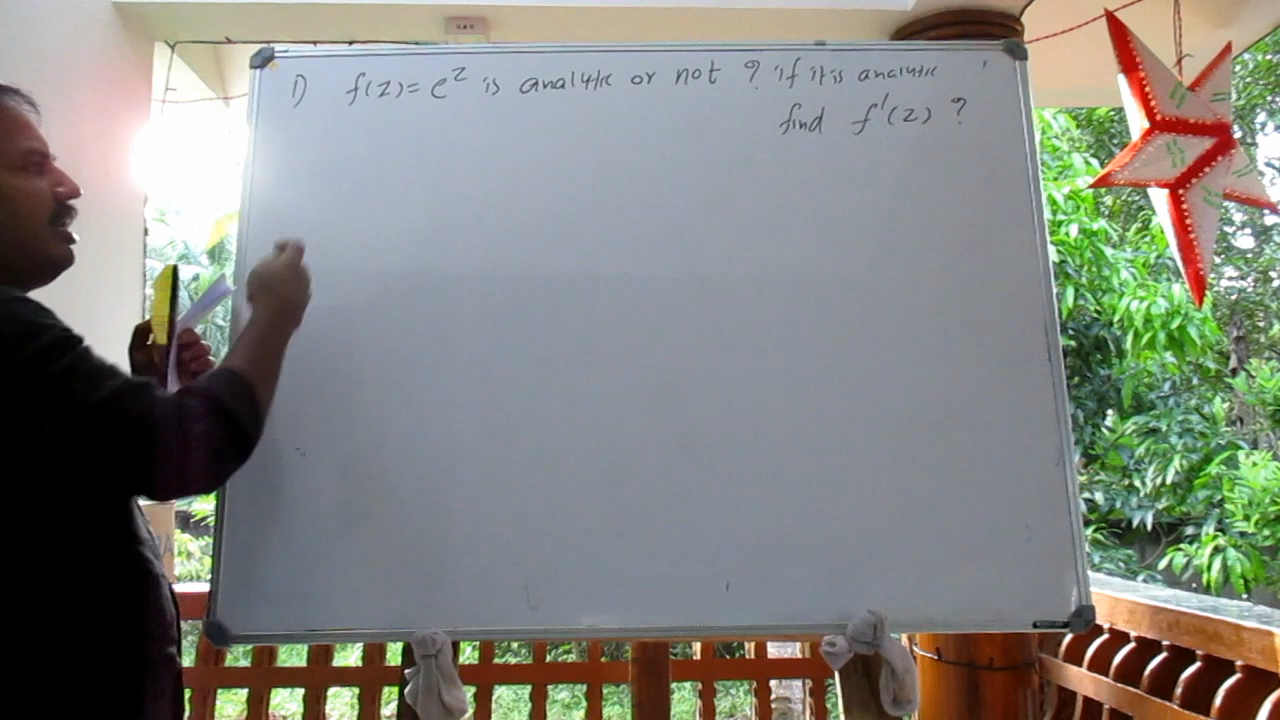 1) f(z) = e^z is analytic or not ? if it is analytic
find f'(z) ?